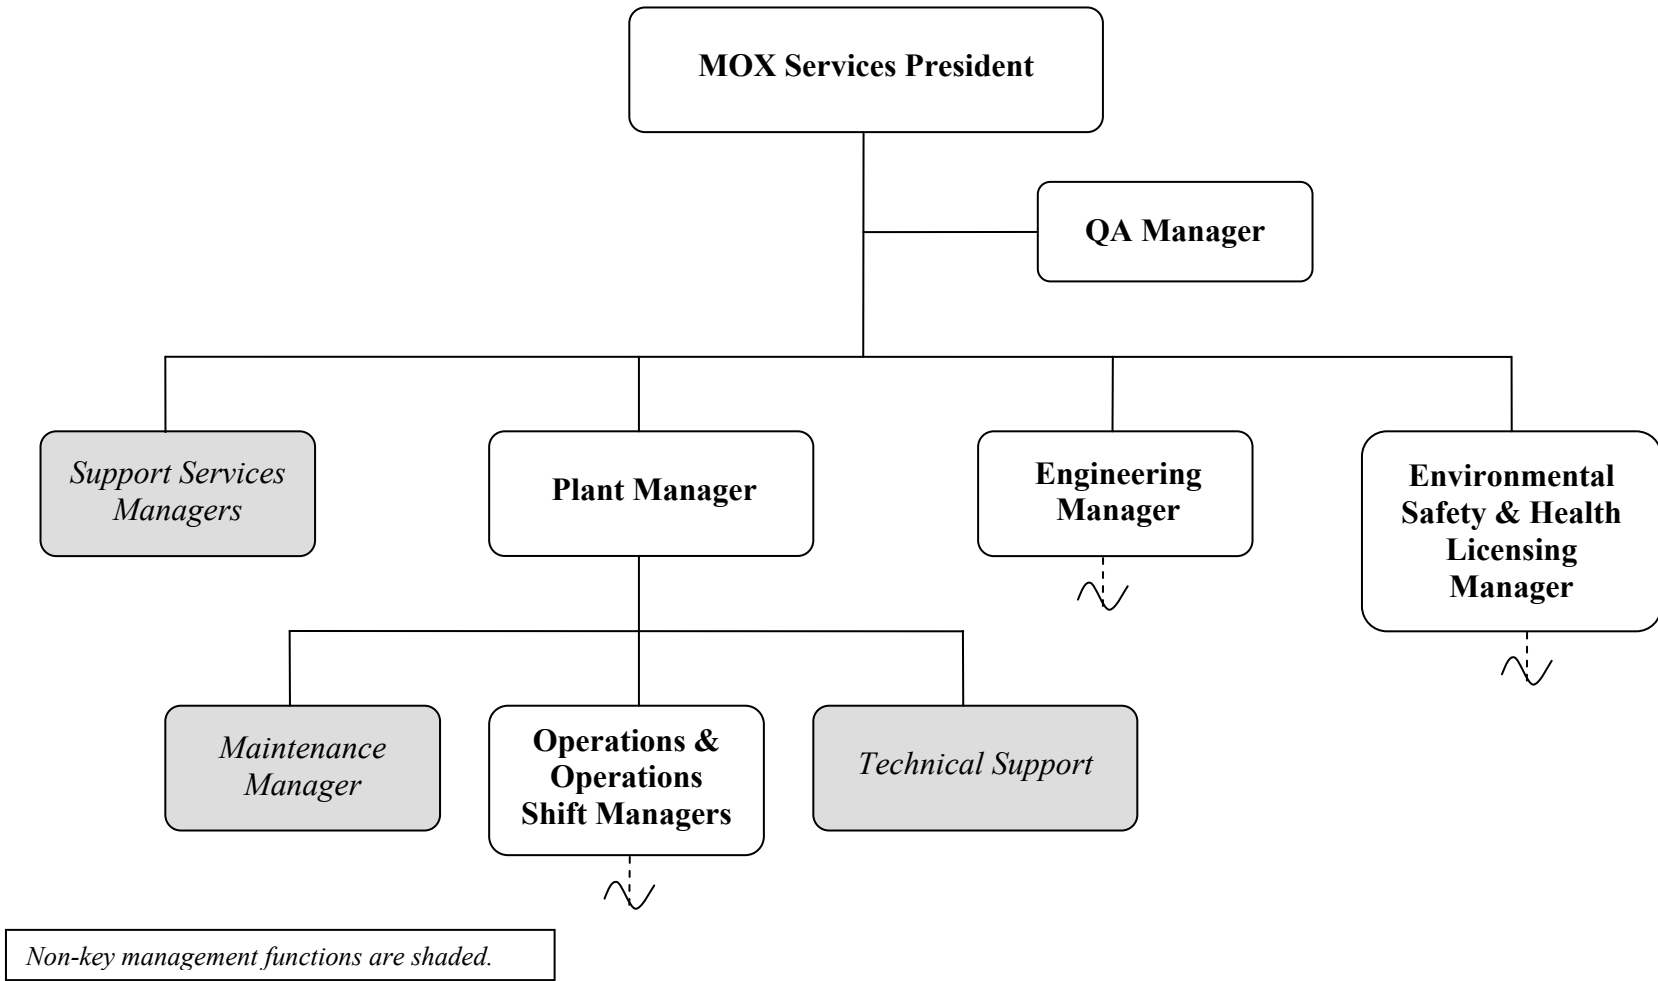 MOX Services President
QA Manager
Support Services
Managers
Plant Manager
Engineering
Manager
Environmental
Safety & Health
Licensing
Manager
Maintenance
Manager
Operations &
Operations
Shift Managers
Technical Support
Non-key management functions are shaded.